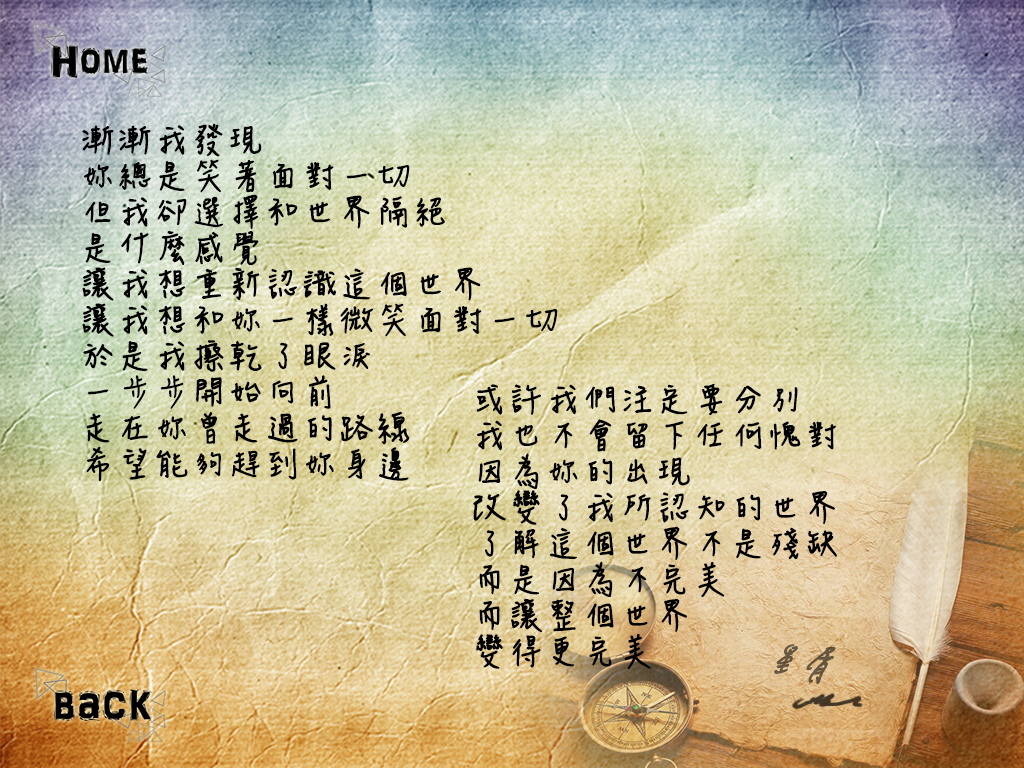 HOME
漸漸我發現
妳總是笑著面對一切
但我卻選擇和世界隔絕
是什麼感覺
讓我想重新認識這個世界
讓我想和妳一樣微笑面對一切
於是我擦乾了眼淚
一步步開始向前
走在妳曾走過的路線
希望能夠趕到妳身邊
或許我們注定要分別
我也不會留下任何愧對
因為妳的出現
改變了我所認知的世界
了解這個世界不是殘缺
而是因為不完美
而讓整個世界
變得更完美
BACK